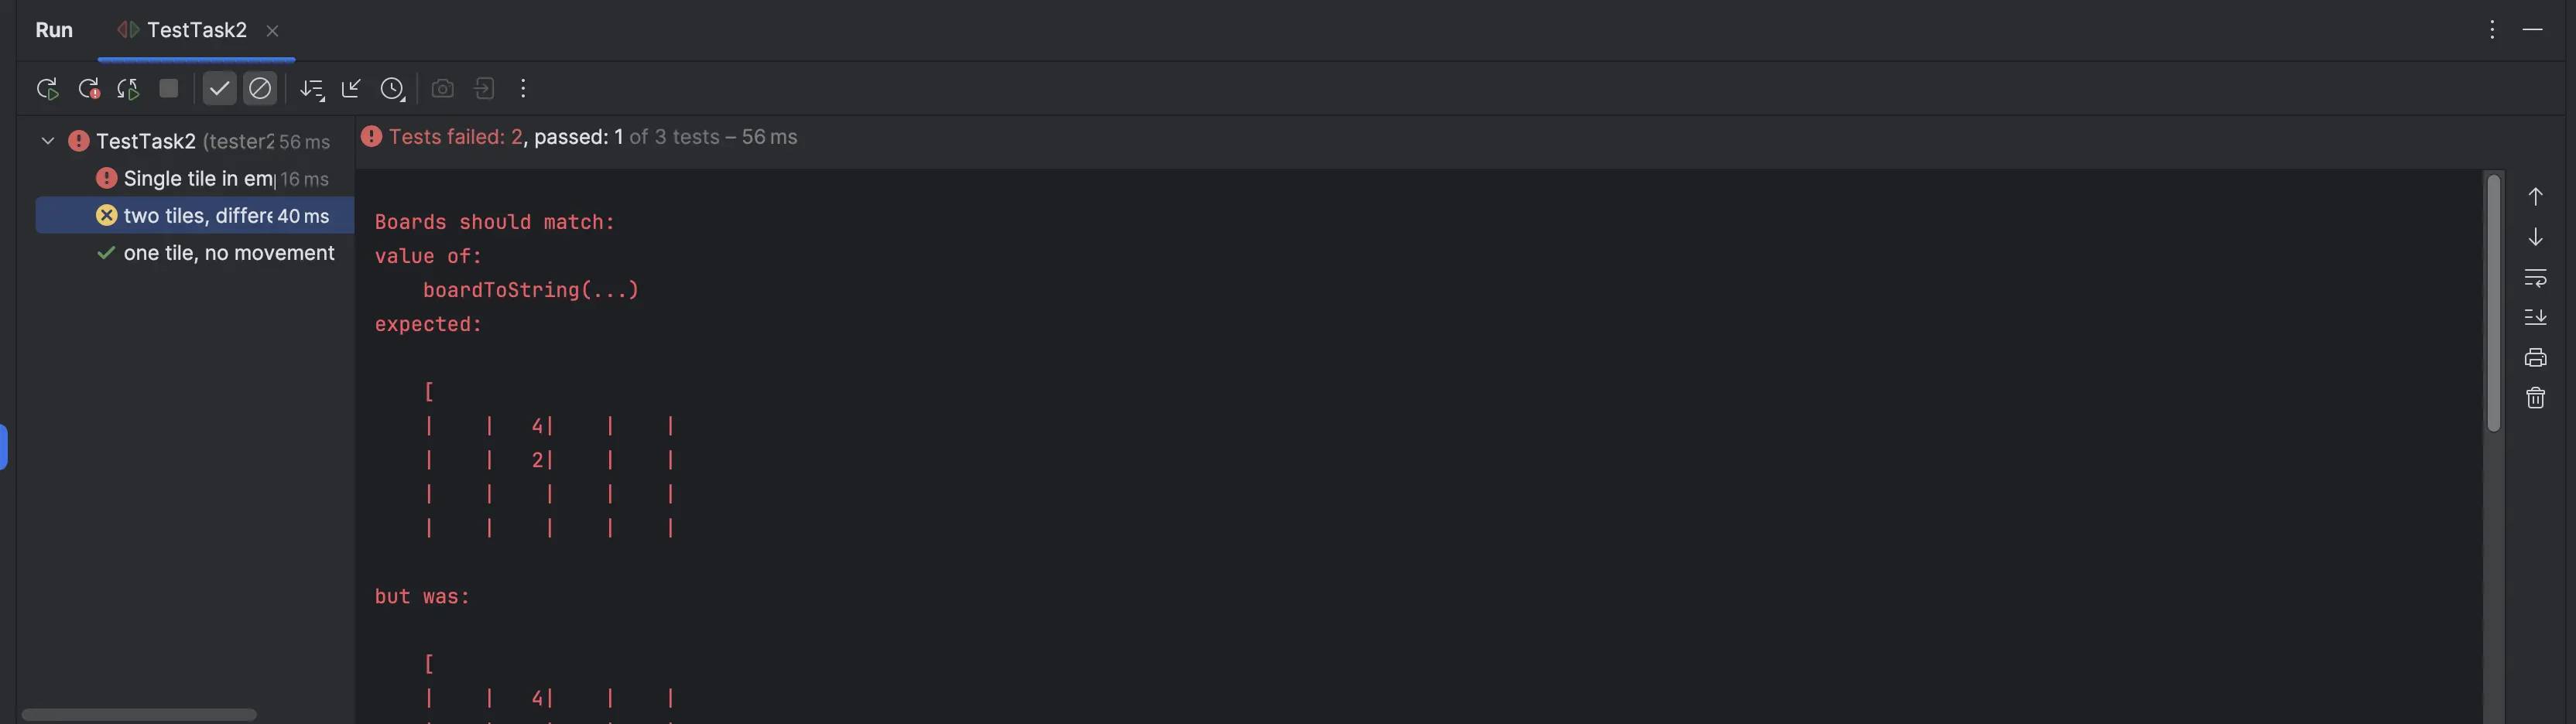 Run TestTask2
TestTask2 (tester2 56 ms
Tests failed: 2, passed: 1 of 3 tests – 56 ms
Single tile in emp 16 ms
two tiles, differe 40 ms
one tile, no movement
Boards should match:
value of:
    boardToString(...)
expected:
    [
    |    |   4|    |    |
    |    |   2|    |    |
    |    |    |    |    |
    |    |    |    |    |
but was:
    [
    |    |   4|    |    |